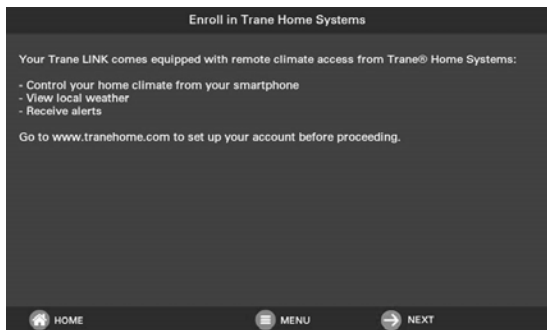 Enroll in Trane Home Systems
Your Trane LINK comes equipped with remote climate access from Trane® Home Systems:
- Control your home climate from your smartphone
- View local weather
- Receive alerts
Go to www.tranehome.com to set up your account before proceeding.
HOME MENU NEXT